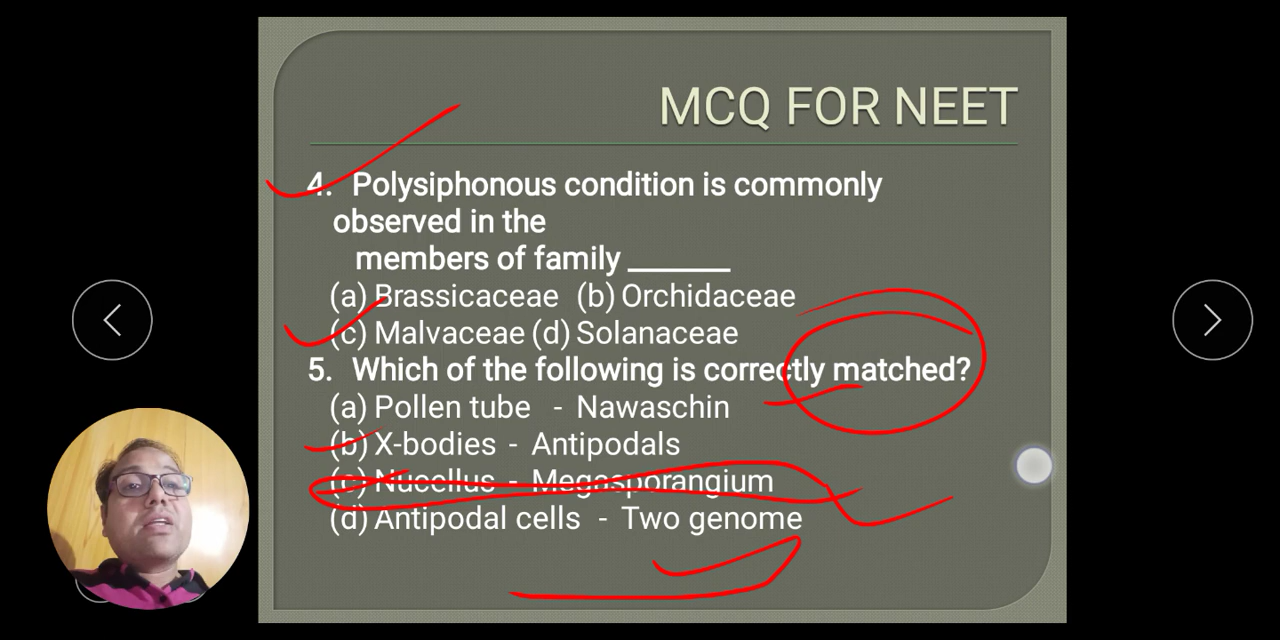 MCQ FOR NEET
4. Polysiphonous condition is commonly
observed in the
members of family _______
(a) Brassicaceae (b) Orchidaceae
(c) Malvaceae (d) Solanaceae
5. Which of the following is correctly matched?
(a) Pollen tube - Nawaschin
(b) X-bodies - Antipodals
(c) Nucellus - Megasporangium
(d) Antipodal cells - Two genome